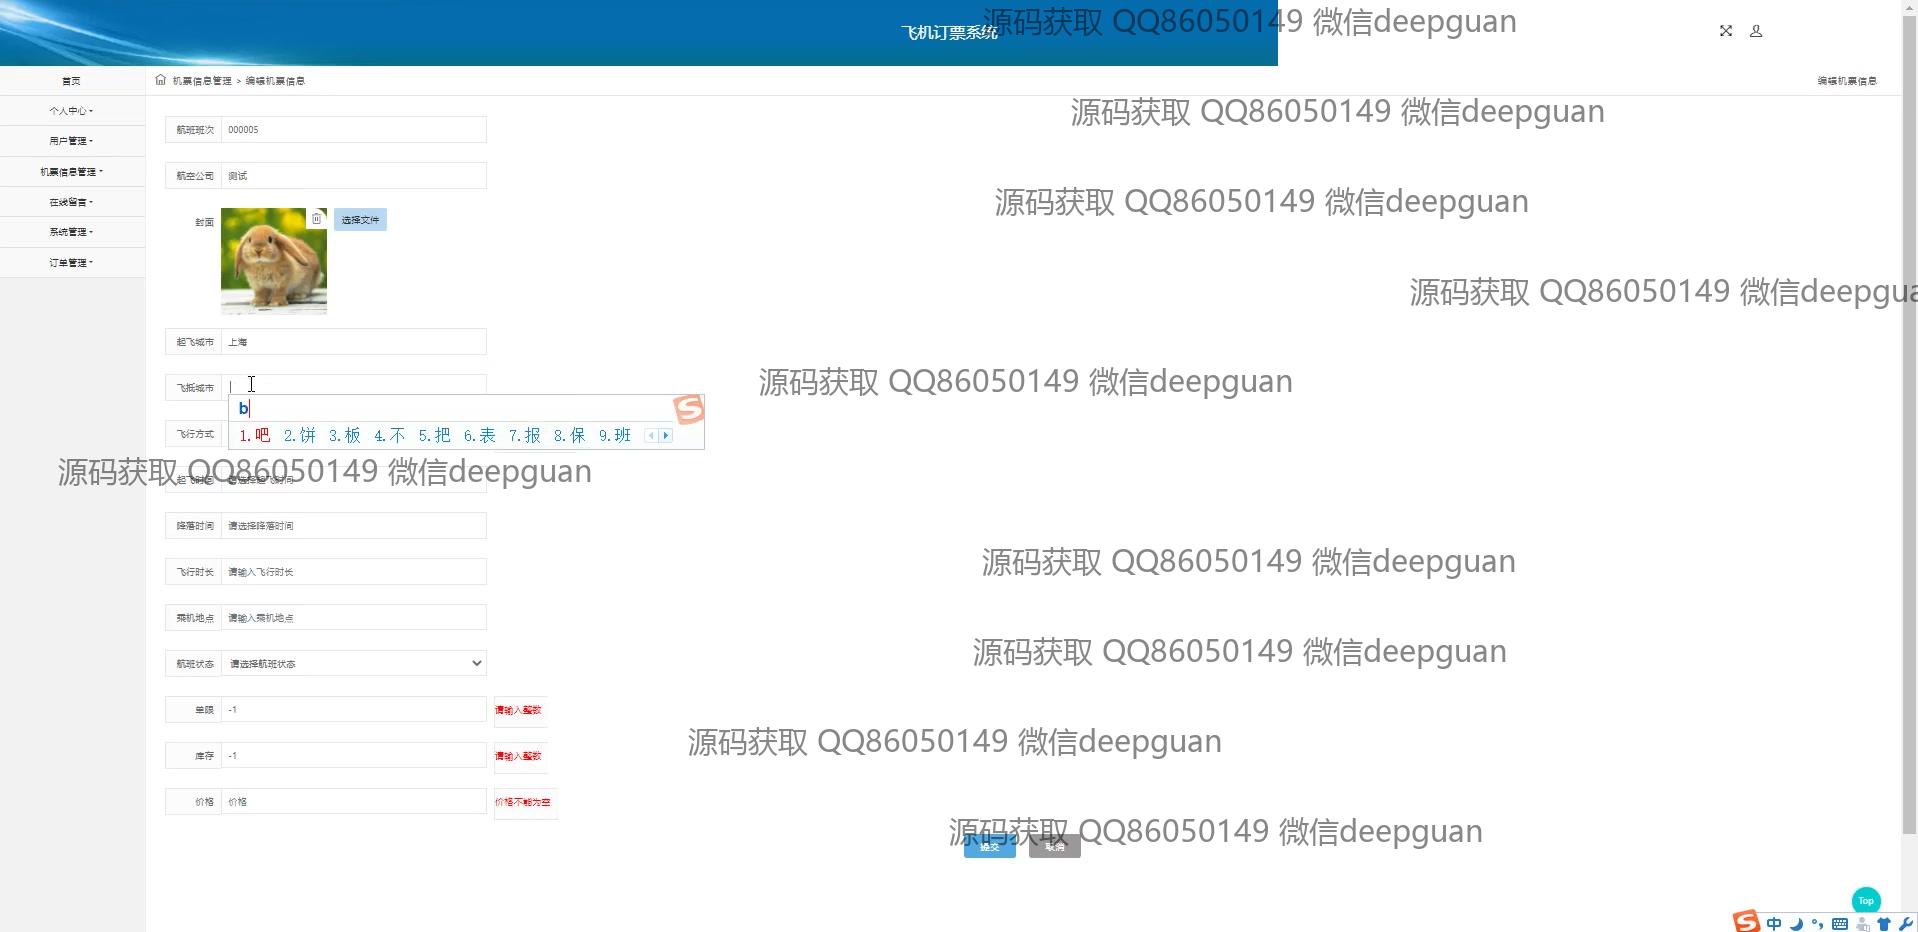 飞机订票系统
源码获取 QQ86050149 微信deepguan
首页
机票信息管理 > 编辑机票信息
编辑机票信息
个人中心
源码获取 QQ86050149 微信deepguan
航班班次 000005
用户管理
机票信息管理
航空公司 测试
在线留言
源码获取 QQ86050149 微信deepguan
封面
选择文件
系统管理
订单管理
源码获取 QQ86050149 微信deepgua
起飞城市 上海
飞抵城市
源码获取 QQ86050149 微信deepguan
b
飞行方式
1.吧 2.饼 3.板 4.不 5.把 6.表 7.报 8.保 9.班
源码获取 QQ86050149 微信deepguan
起飞时间 请选择起飞时间
降落时间 请选择降落时间
源码获取 QQ86050149 微信deepguan
飞行时长 请输入飞行时长
乘机地点 请输入乘机地点
源码获取 QQ86050149 微信deepguan
航班状态 请选择航班状态
单限 -1 请输入整数
源码获取 QQ86050149 微信deepguan
库存 -1 请输入整数
价格 价格 价格不能为空
源码获取 QQ86050149 微信deepguan
提交 取消
Top
中